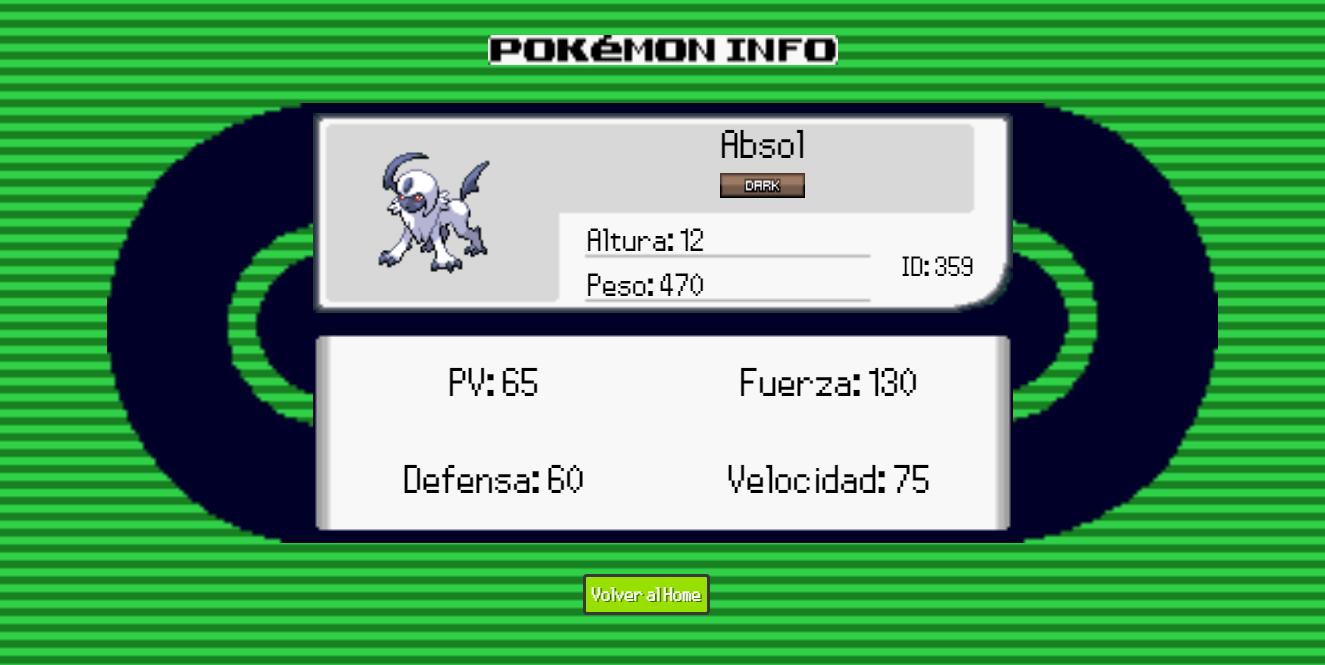 POKéMON INFO
Absol
DARK
Altura: 12
Peso: 470
ID: 359
PV: 65
Fuerza: 130
Defensa: 60
Velocidad: 75
Volver al Home